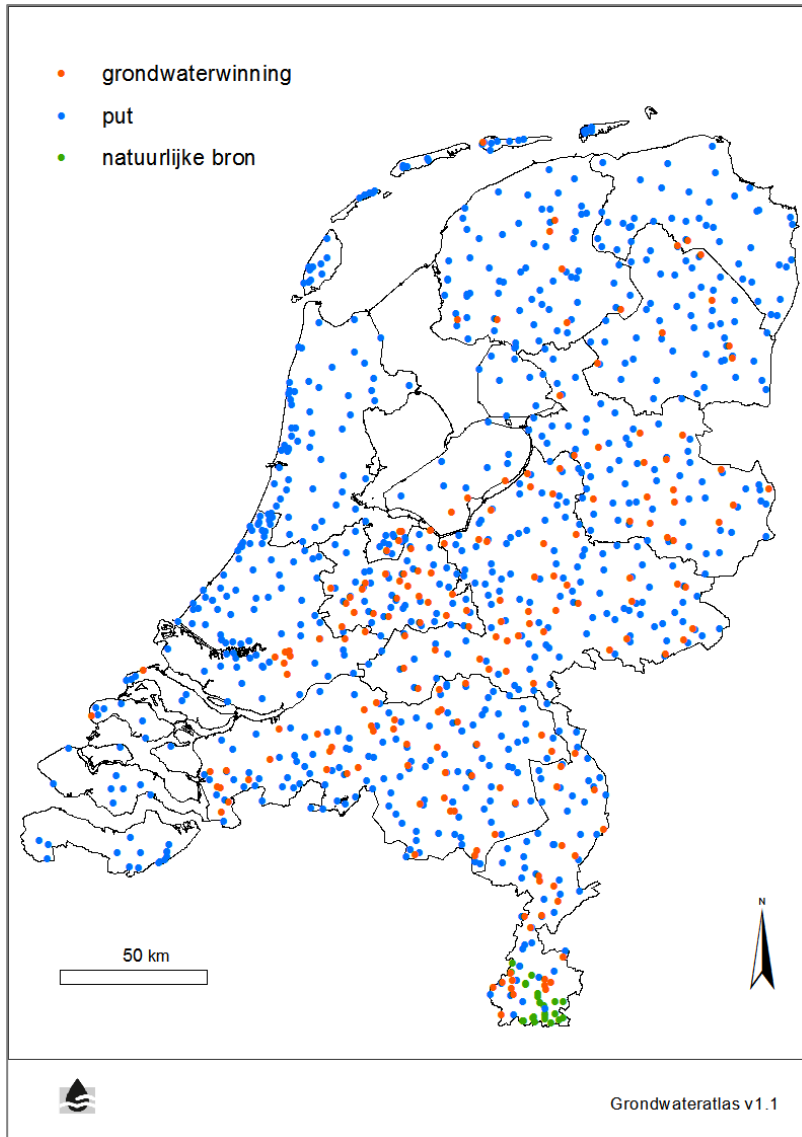 grondwaterwinning
put
natuurlijke bron
N
50 km
Grondwateratlas v1.1